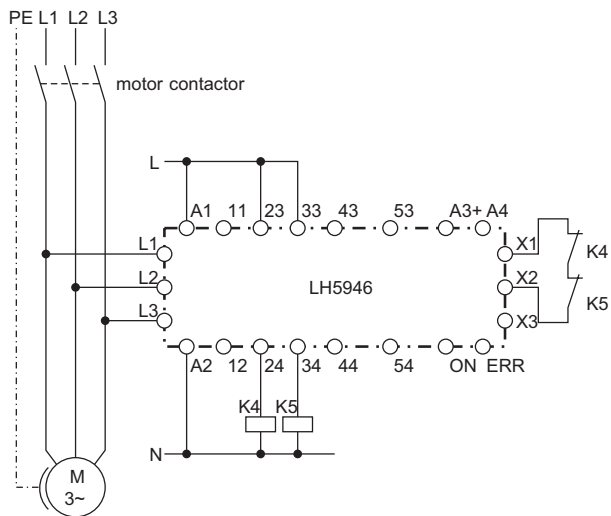 PE L1 L2 L3
motor contactor
L
A1 11 23 33 43 53 A3+ A4
L1 X1
K4
L2 LH5946 X2
K5
L3 X3
A2 12 24 34 44 54 ON ERR
K4 K5
N
M
3~